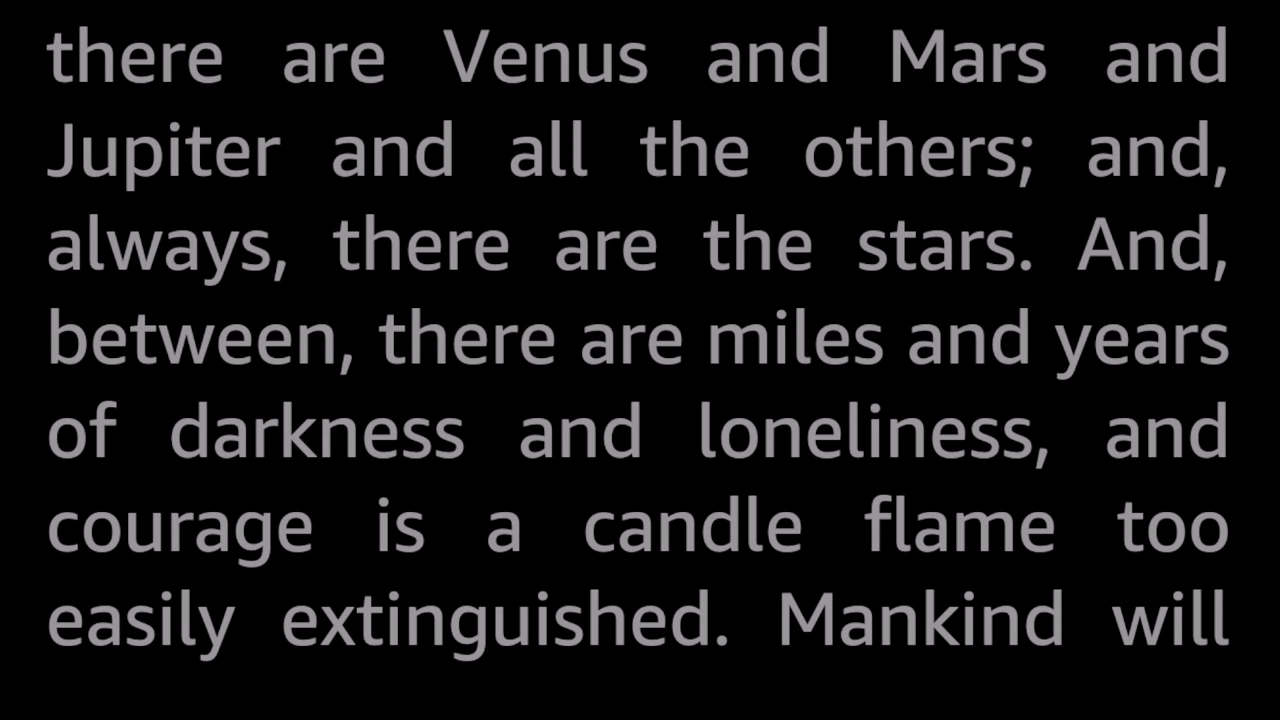 there are Venus and Mars and
Jupiter and all the others; and,
always, there are the stars. And,
between, there are miles and years
of darkness and loneliness, and
courage is a candle flame too
easily extinguished. Mankind will